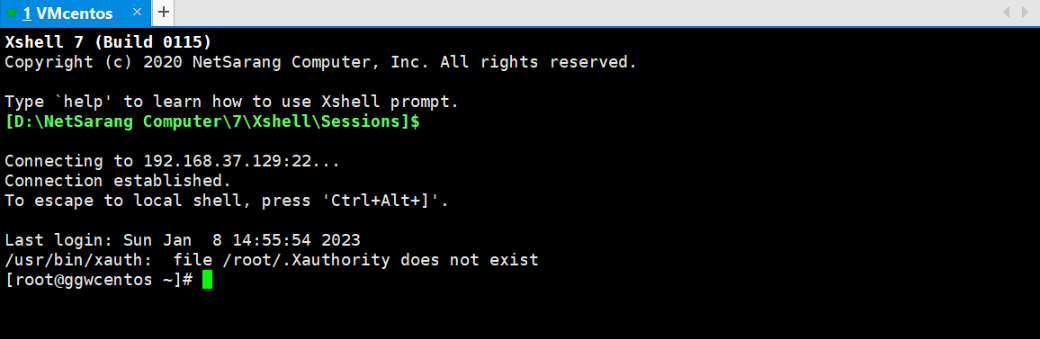 1 VMcentos × +
Xshell 7 (Build 0115)
Copyright (c) 2020 NetSarang Computer, Inc. All rights reserved.
Type `help' to learn how to use Xshell prompt.
[D:\NetSarang Computer\7\Xshell\Sessions]$
Connecting to 192.168.37.129:22...
Connection established.
To escape to local shell, press 'Ctrl+Alt+]'.
Last login: Sun Jan  8 14:55:54 2023
/usr/bin/xauth:  file /root/.Xauthority does not exist
[root@ggwcentos ~]#